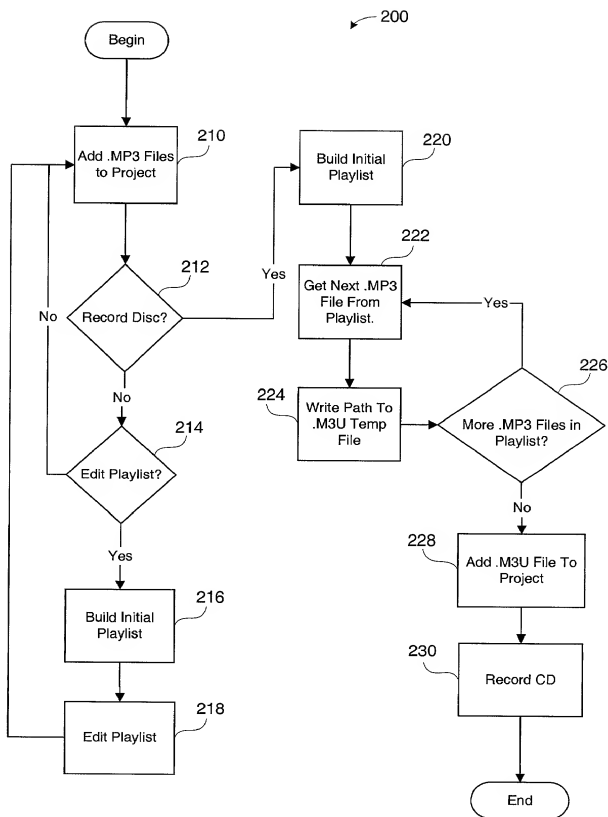 200
Begin
210
Add .MP3 Files
to Project
212
Record Disc?
Yes
No
No
214
Edit Playlist?
Yes
216
Build Initial
Playlist
218
Edit Playlist
220
Build Initial
Playlist
222
Get Next .MP3
File From
Playlist.
Yes
224
Write Path To
.M3U Temp
File
226
More .MP3 Files in
Playlist?
No
228
Add .M3U File To
Project
230
Record CD
End